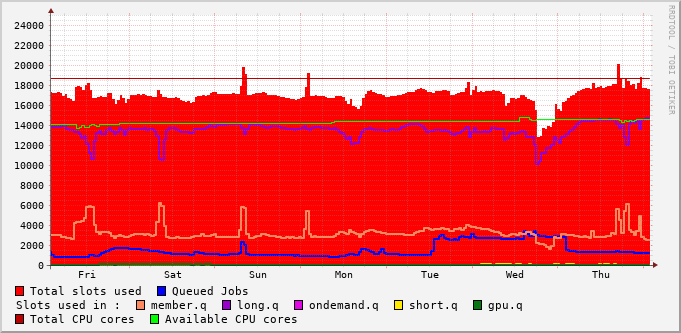 24000
22000
20000
18000
16000
14000
12000
10000
8000
6000
4000
2000
0
Fri Sat Sun Mon Tue Wed Thu
Total slots used Queued Jobs
Slots used in : member.q long.q ondemand.q short.q gpu.q
Total CPU cores Available CPU cores
RRDTOOL / TOBI OETIKER